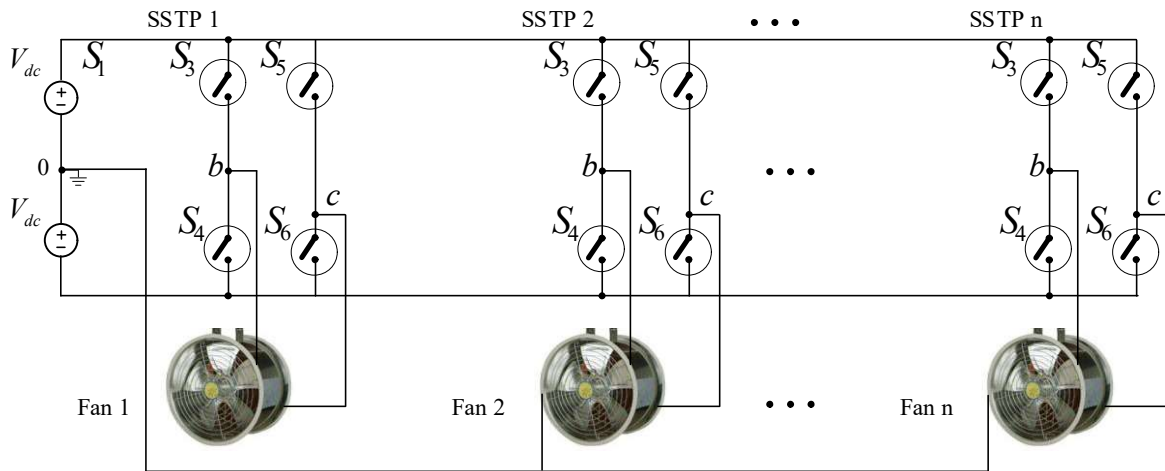 SSTP 1
SSTP 2
SSTP n
V_dc
S_1
S_3
S_5
S_3
S_5
S_3
S_5
+
−
0
b
b
b
c
c
c
V_dc
S_4
S_6
S_4
S_6
S_4
S_6
+
−
Fan 1
Fan 2
Fan n